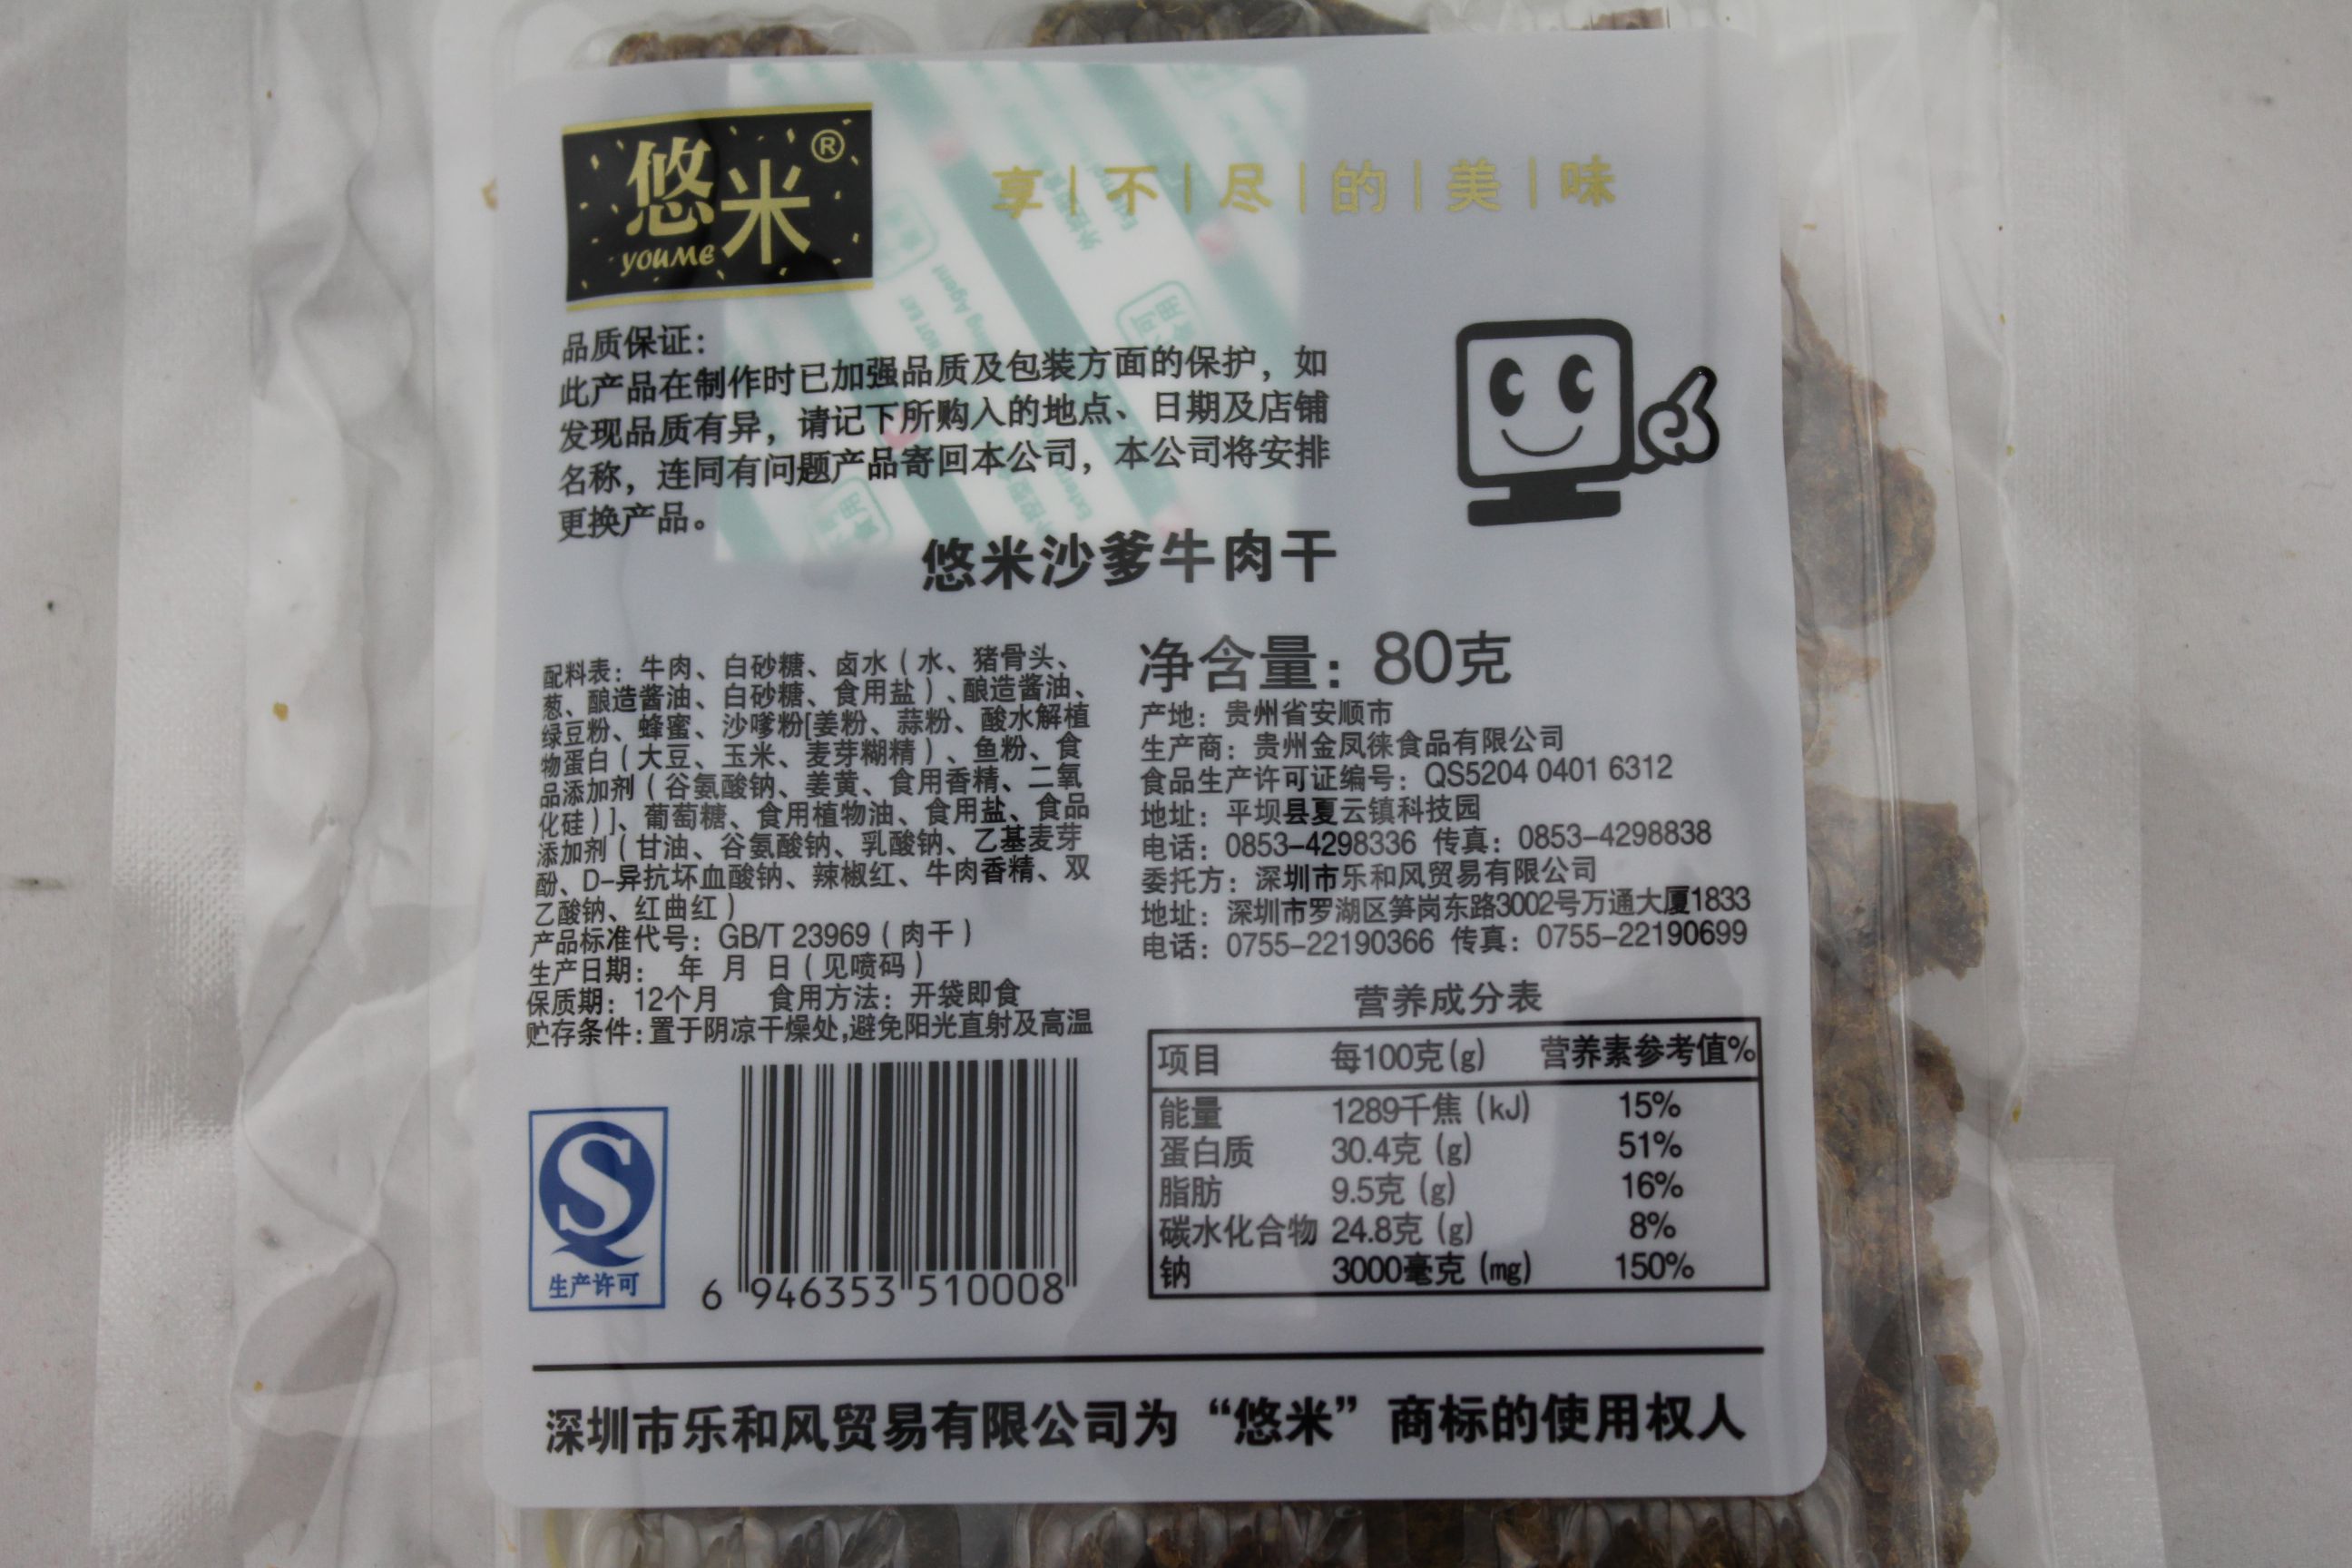 悠米®
youMe
享|不|尽|的|美|味
品质保证：
此产品在制作时已加强品质及包装方面的保护，如
发现品质有异，请记下所购入的地点、日期及店铺
名称，连同有问题产品寄回本公司，本公司将安排
更换产品。
悠米沙爹牛肉干
配料表：牛肉、白砂糖、卤水（水、猪骨头、
葱、酿造酱油、白砂糖、食用盐）、酿造酱油、
绿豆粉、蜂蜜、沙嗲粉[姜粉、蒜粉、酸水解植
物蛋白（大豆、玉米、麦芽糊精）、鱼粉、食
品添加剂（谷氨酸钠、姜黄、食用香精、二氧
化硅）]、葡萄糖、食用植物油、食用盐、食品
添加剂（甘油、谷氨酸钠、乳酸钠、乙基麦芽
酚、D-异抗坏血酸钠、辣椒红、牛肉香精、双
乙酸钠、红曲红）
产品标准代号：GB/T 23969（肉干）
生产日期： 年 月 日（见喷码）
保质期：12个月 食用方法：开袋即食
贮存条件：置于阴凉干燥处,避免阳光直射及高温
净含量：80克
产地：贵州省安顺市
生产商：贵州金凤徕食品有限公司
食品生产许可证编号：QS5204 0401 6312
地址：平坝县夏云镇科技园
电话：0853-4298336 传真：0853-4298838
委托方：深圳市乐和风贸易有限公司
地址：深圳市罗湖区笋岗东路3002号万通大厦1833
电话：0755-22190366 传真：0755-22190699
营养成分表
项目 每100克(g) 营养素参考值%
能量 1289千焦 (kJ) 15%
蛋白质 30.4克 (g) 51%
脂肪 9.5克 (g) 16%
碳水化合物 24.8克 (g) 8%
钠 3000毫克 (mg) 150%
生产许可
6 946353 510008
深圳市乐和风贸易有限公司为“悠米”商标的使用权人